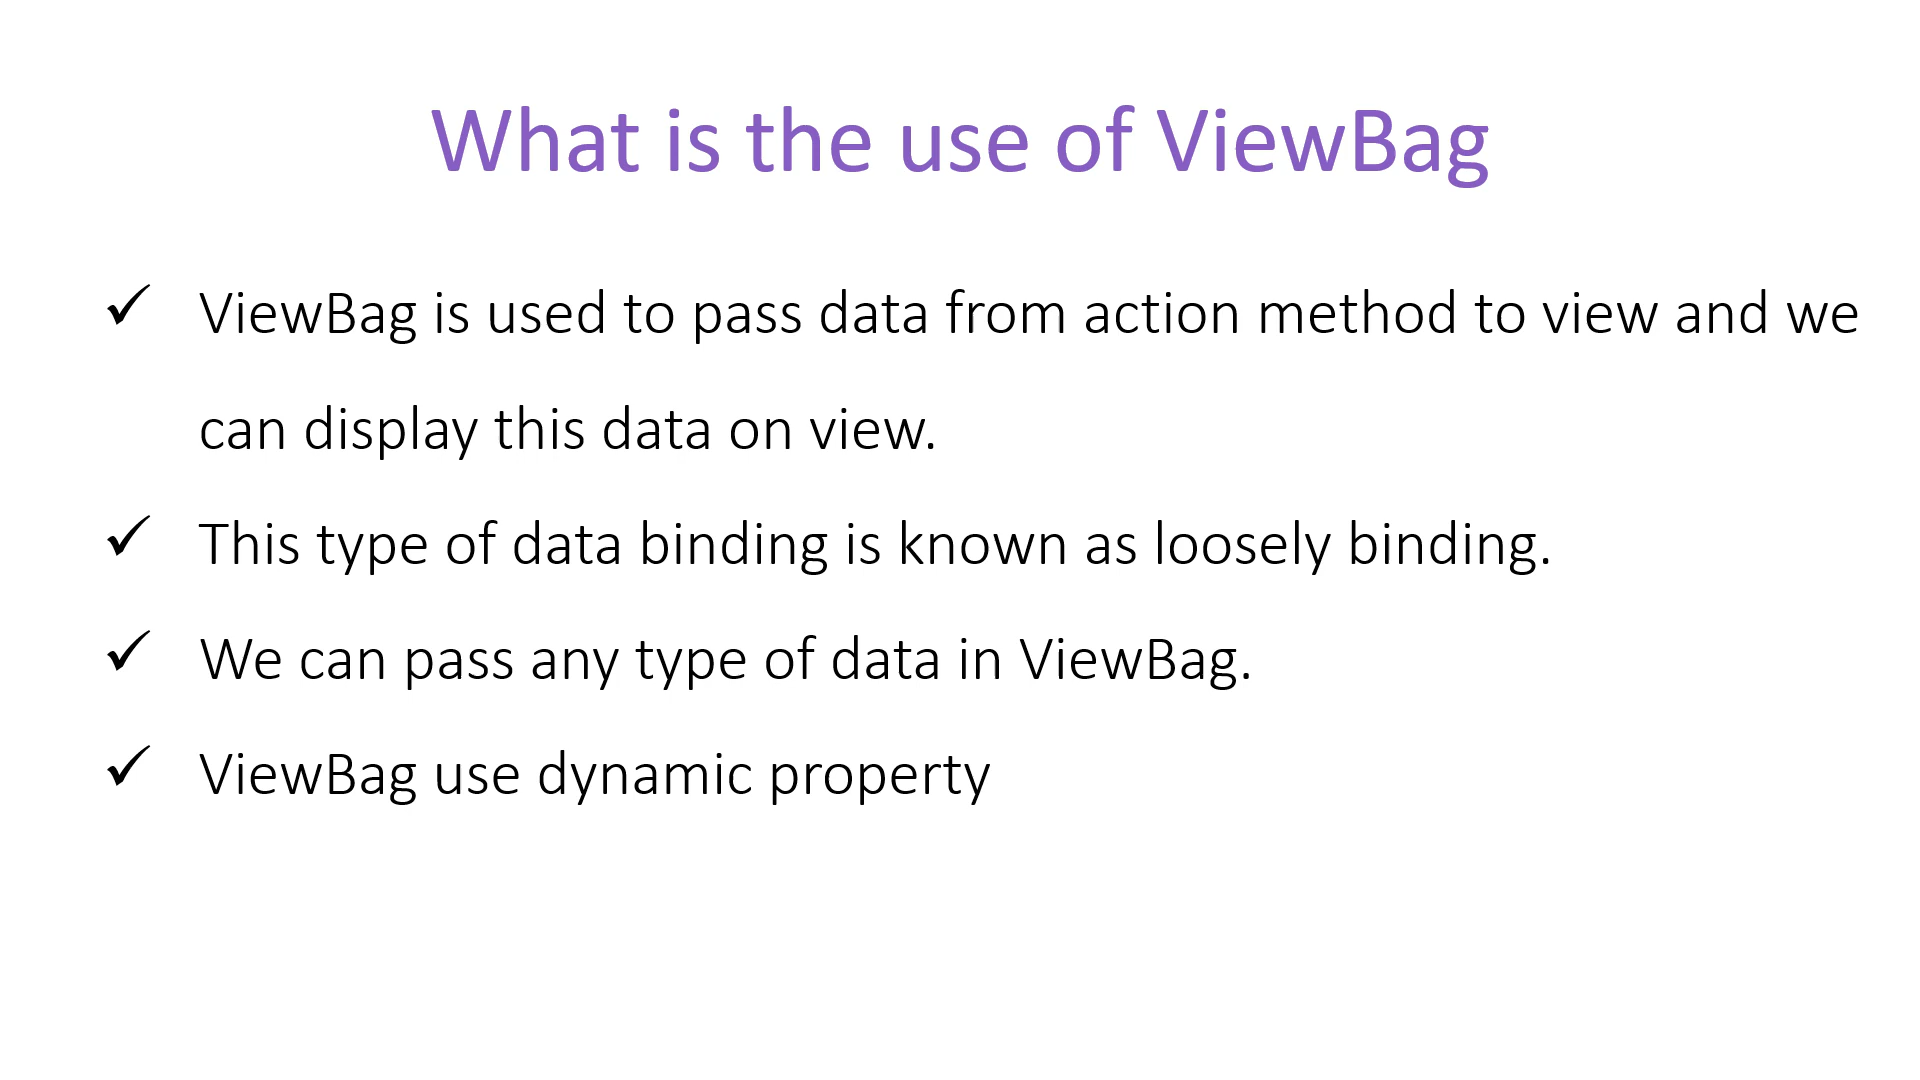 What is the use of ViewBag
✓ ViewBag is used to pass data from action method to view and we
can display this data on view.
✓ This type of data binding is known as loosely binding.
✓ We can pass any type of data in ViewBag.
✓ ViewBag use dynamic property